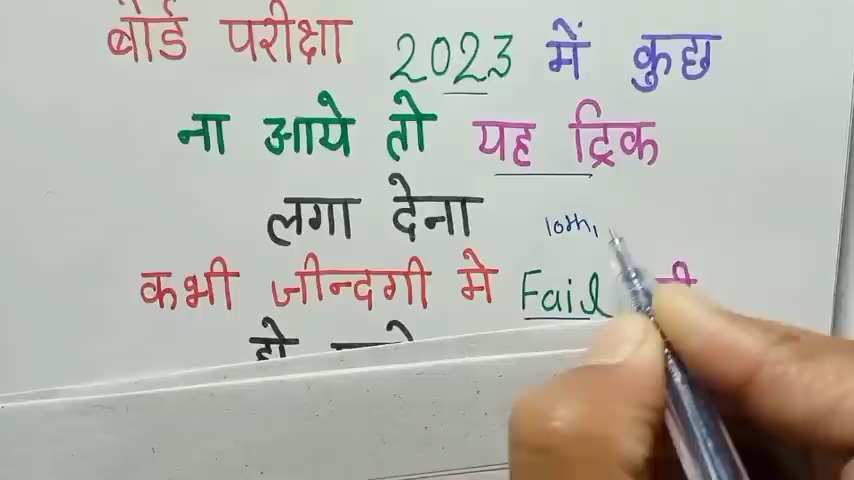 बोर्ड परीक्षा 2023 में कुछ
ना आये तो यह ट्रिक
लगा देना 10th,
कभी जीन्दगी मे Fail
हो